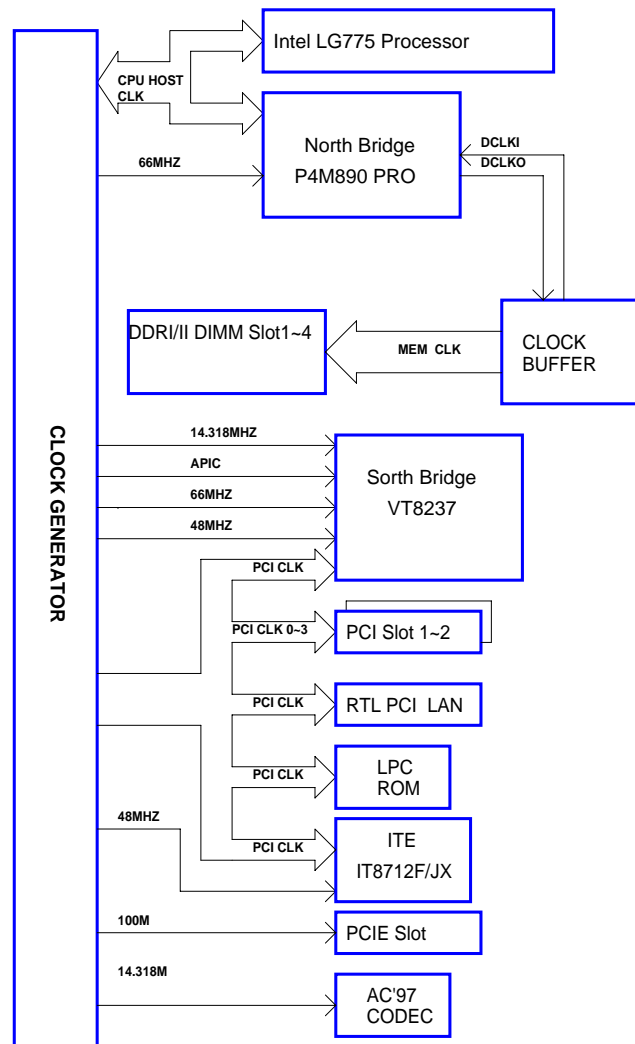 Intel LG775 Processor
CPU HOST
CLK
North Bridge
P4M890 PRO
66MHZ
DCLKI
DCLKO
DDRI/II DIMM Slot1~4
MEM CLK
CLOCK
BUFFER
CLOCK GENERATOR
14.318MHZ
APIC
66MHZ
48MHZ
Sorth Bridge
VT8237
PCI CLK
PCI CLK 0~3
PCI Slot 1~2
PCI CLK
RTL PCI LAN
PCI CLK
LPC
ROM
48MHZ
PCI CLK
ITE
IT8712F/JX
100M
PCIE Slot
14.318M
AC'97
CODEC